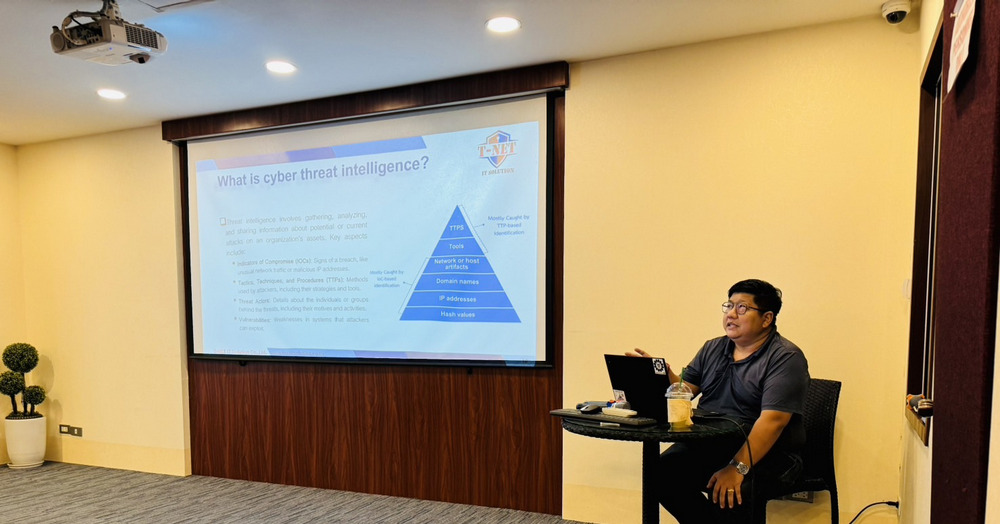 What is cyber threat intelligence?
T-NET
IT SOLUTION
Threat intelligence involves gathering, analyzing,
and sharing information about potential or current
attacks on an organization's assets. Key aspects
include:
Indicators of Compromise (IOCs): Signs of a breach, like
unusual network traffic or malicious IP addresses.
Tactics, Techniques, and Procedures (TTPs): Methods
used by attackers, including their strategies and tools.
Threat Actors: Details about the individuals or groups
behind the threats, including their motives and activities.
Vulnerabilities: Weaknesses in systems that attackers
can exploit.
Mostly Caught by
TTP-based
Identification
Mostly Caught by
IoC-based
Identification
TTPS
Tools
Network or host
artifacts
Domain names
IP addresses
Hash values